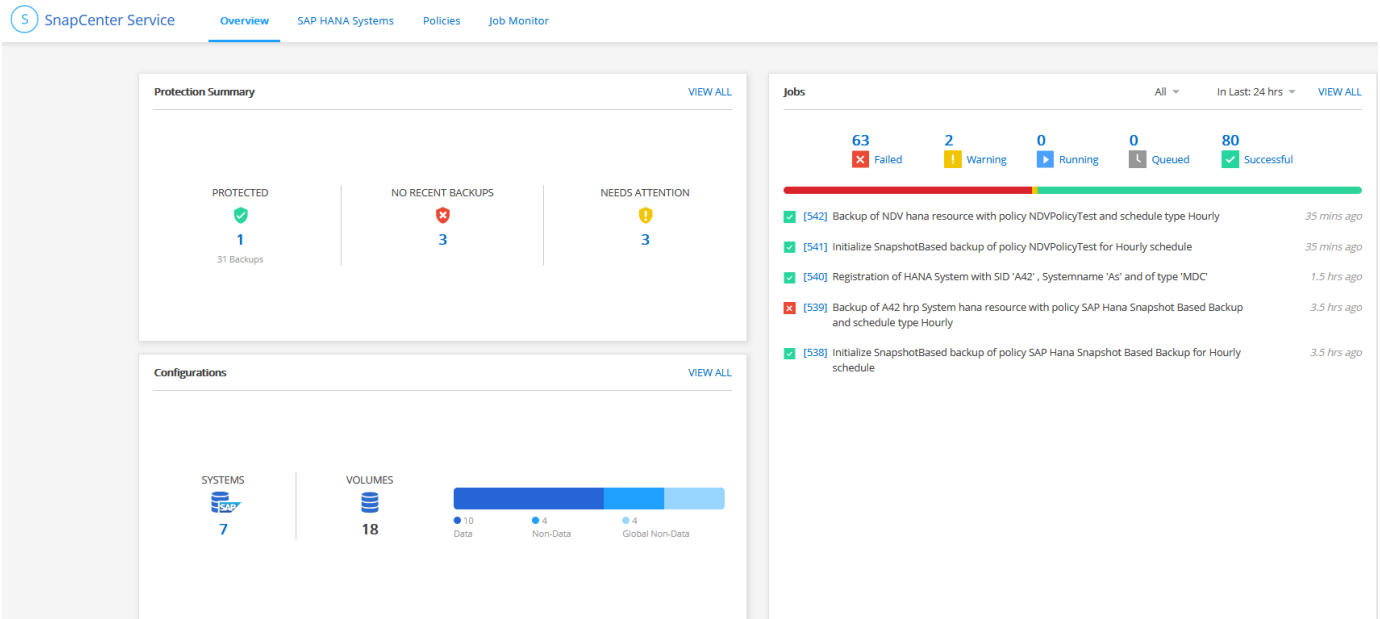 S SnapCenter Service Overview SAP HANA Systems Policies Job Monitor
Protection Summary VIEW ALL
PROTECTED NO RECENT BACKUPS NEEDS ATTENTION
1 3 3
31 Backups
Configurations VIEW ALL
SYSTEMS VOLUMES
SAP
7 18
10 4 4
Data Non-Data Global Non-Data
Jobs All In Last: 24 hrs VIEW ALL
63 2 0 0 80
Failed Warning Running Queued Successful
[542] Backup of NDV hana resource with policy NDVPolicyTest and schedule type Hourly 35 mins ago
[541] Initialize SnapshotBased backup of policy NDVPolicyTest for Hourly schedule 35 mins ago
[540] Registration of HANA System with SID 'A42' , Systemname 'As' and of type 'MDC' 1.5 hrs ago
[539] Backup of A42 hrp System hana resource with policy SAP Hana Snapshot Based Backup 3.5 hrs ago
and schedule type Hourly
[538] Initialize SnapshotBased backup of policy SAP Hana Snapshot Based Backup for Hourly 3.5 hrs ago
schedule